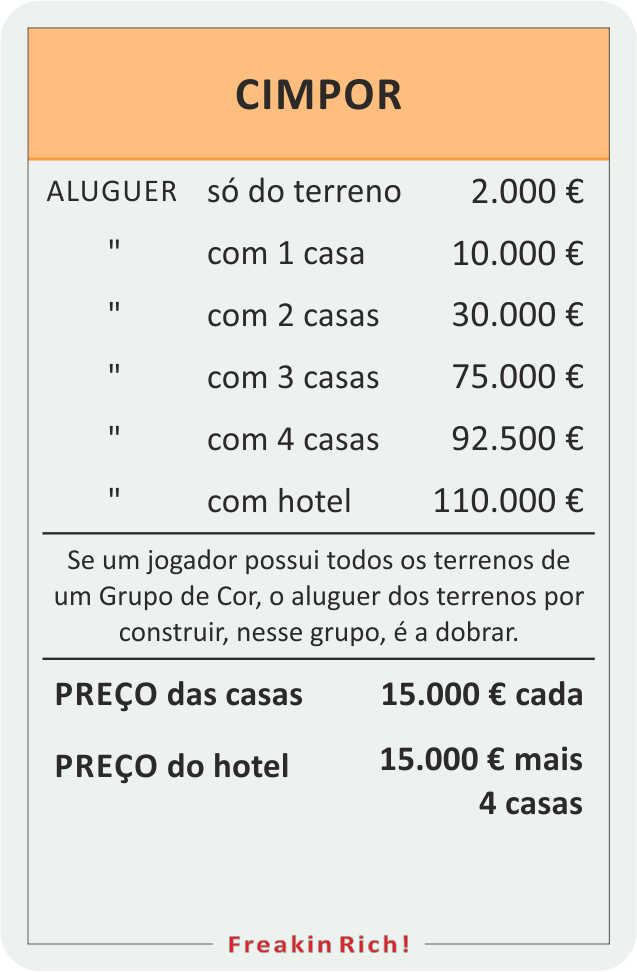 CIMPOR
ALUGUER só do terreno 2.000 €
" com 1 casa 10.000 €
" com 2 casas 30.000 €
" com 3 casas 75.000 €
" com 4 casas 92.500 €
" com hotel 110.000 €
Se um jogador possui todos os terrenos de
um Grupo de Cor, o aluguer dos terrenos por
construir, nesse grupo, é a dobrar.
PREÇO das casas 15.000 € cada
PREÇO do hotel 15.000 € mais
4 casas
Freakin Rich!